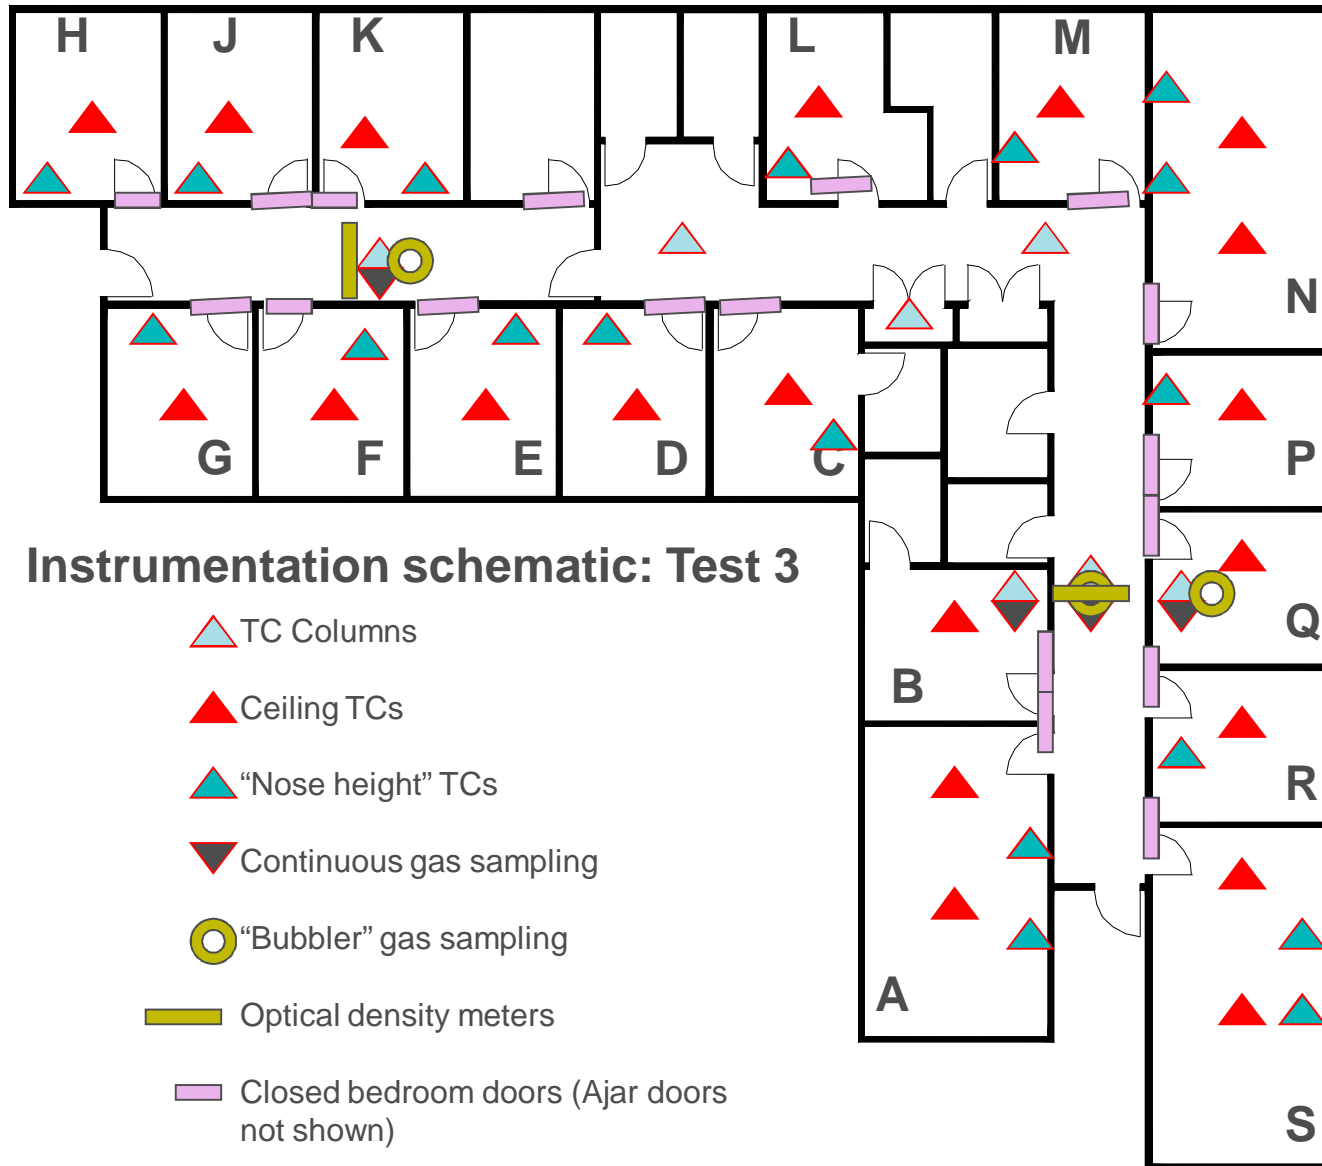 H
J
K
L
M
N
G
F
E
D
C
P
Instrumentation schematic: Test 3
TC Columns
Q
B
Ceiling TCs
“Nose height” TCs
R
Continuous gas sampling
“Bubbler” gas sampling
A
Optical density meters
Closed bedroom doors (Ajar doors
not shown)
S